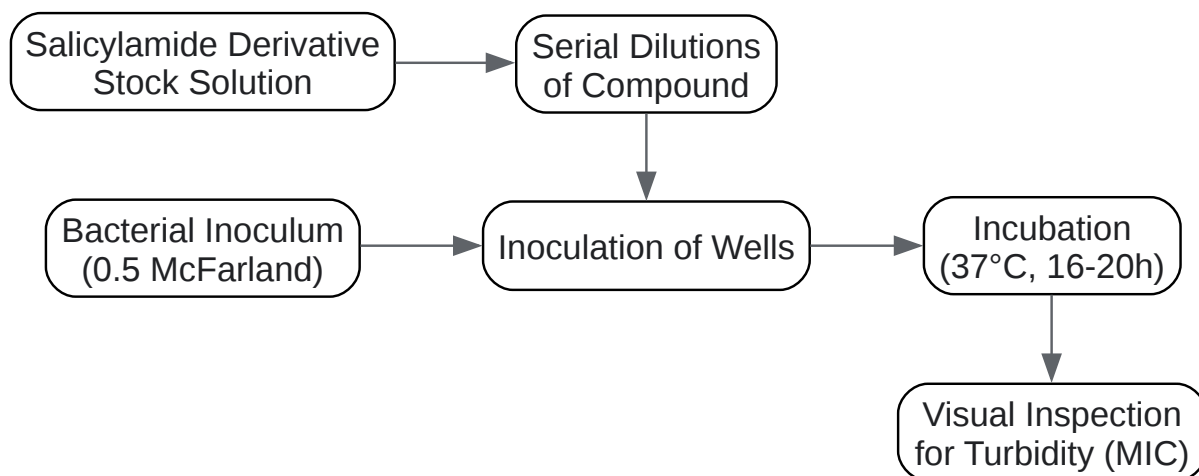 Salicylamide Derivative
Stock Solution
Serial Dilutions
of Compound
Bacterial Inoculum
(0.5 McFarland)
Inoculation of Wells
Incubation
(37°C, 16-20h)
Visual Inspection
for Turbidity (MIC)